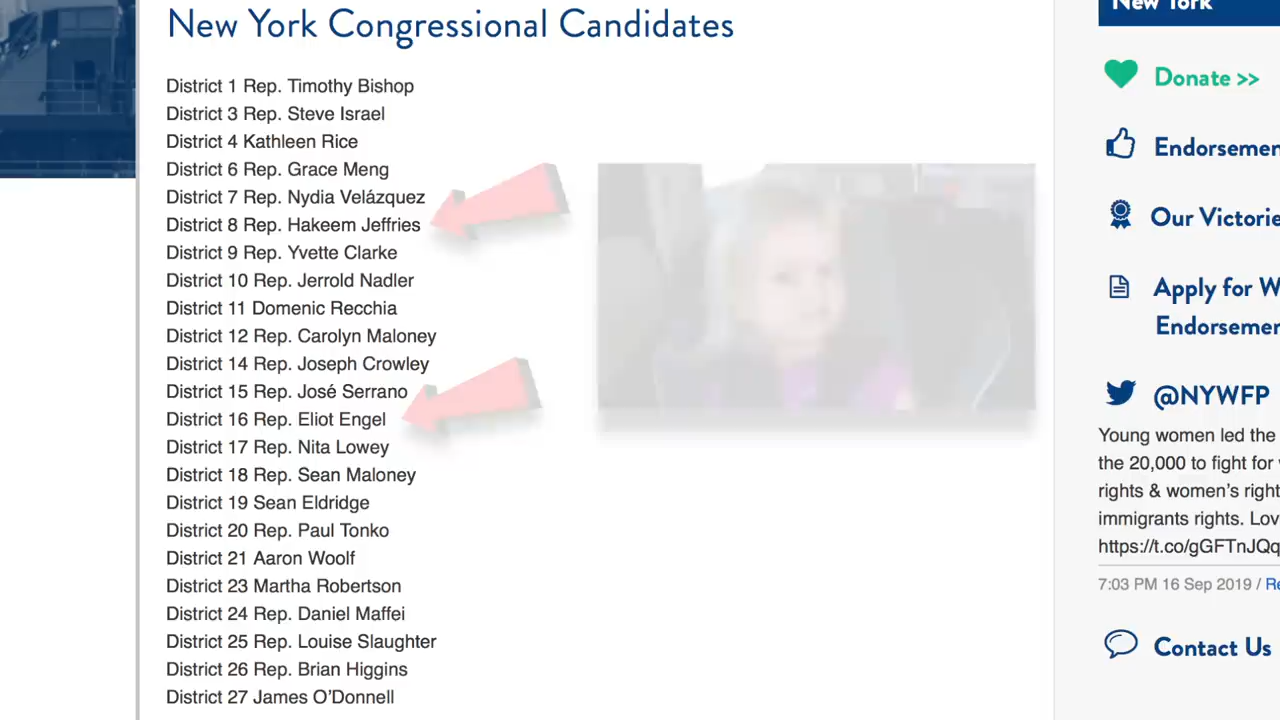 New York Congressional Candidates
District 1 Rep. Timothy Bishop
District 3 Rep. Steve Israel
District 4 Kathleen Rice
District 6 Rep. Grace Meng
District 7 Rep. Nydia Velázquez
District 8 Rep. Hakeem Jeffries
District 9 Rep. Yvette Clarke
District 10 Rep. Jerrold Nadler
District 11 Domenic Recchia
District 12 Rep. Carolyn Maloney
District 14 Rep. Joseph Crowley
District 15 Rep. José Serrano
District 16 Rep. Eliot Engel
District 17 Rep. Nita Lowey
District 18 Rep. Sean Maloney
District 19 Sean Eldridge
District 20 Rep. Paul Tonko
District 21 Aaron Woolf
District 23 Martha Robertson
District 24 Rep. Daniel Maffei
District 25 Rep. Louise Slaughter
District 26 Rep. Brian Higgins
District 27 James O’Donnell
New York
Donate >>
Endorsemen
Our Victorie
Apply for W
Endorsemen
@NYWFP
Young women led the
the 20,000 to fight for
rights & women’s right
immigrants rights. Lov
https://t.co/gGFTnJQq
7:03 PM 16 Sep 2019 / Re
Contact Us